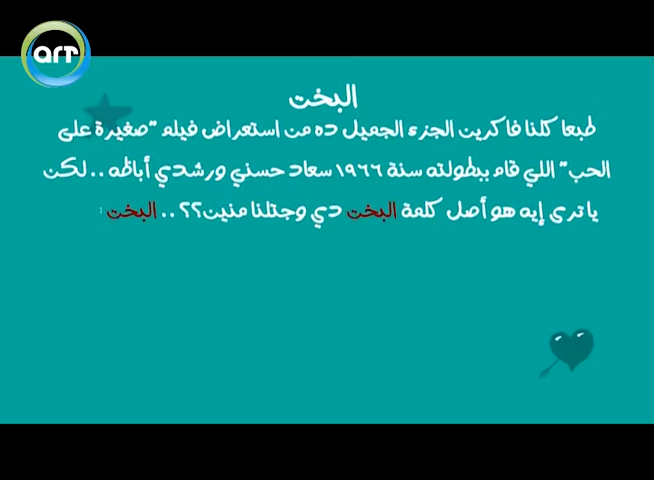 art
البخت
طبعا كلنا فاكرين الجزء الجميل ده من استعراض فيلم "صغيرة على
الحب" اللي قام ببطولته سنة ١٩٦٦ سعاد حسني ورشدي أباظه .. لكن
يا ترى إيه هو أصل كلمة البخت دي وجتلنا منين؟؟ .. البخت :